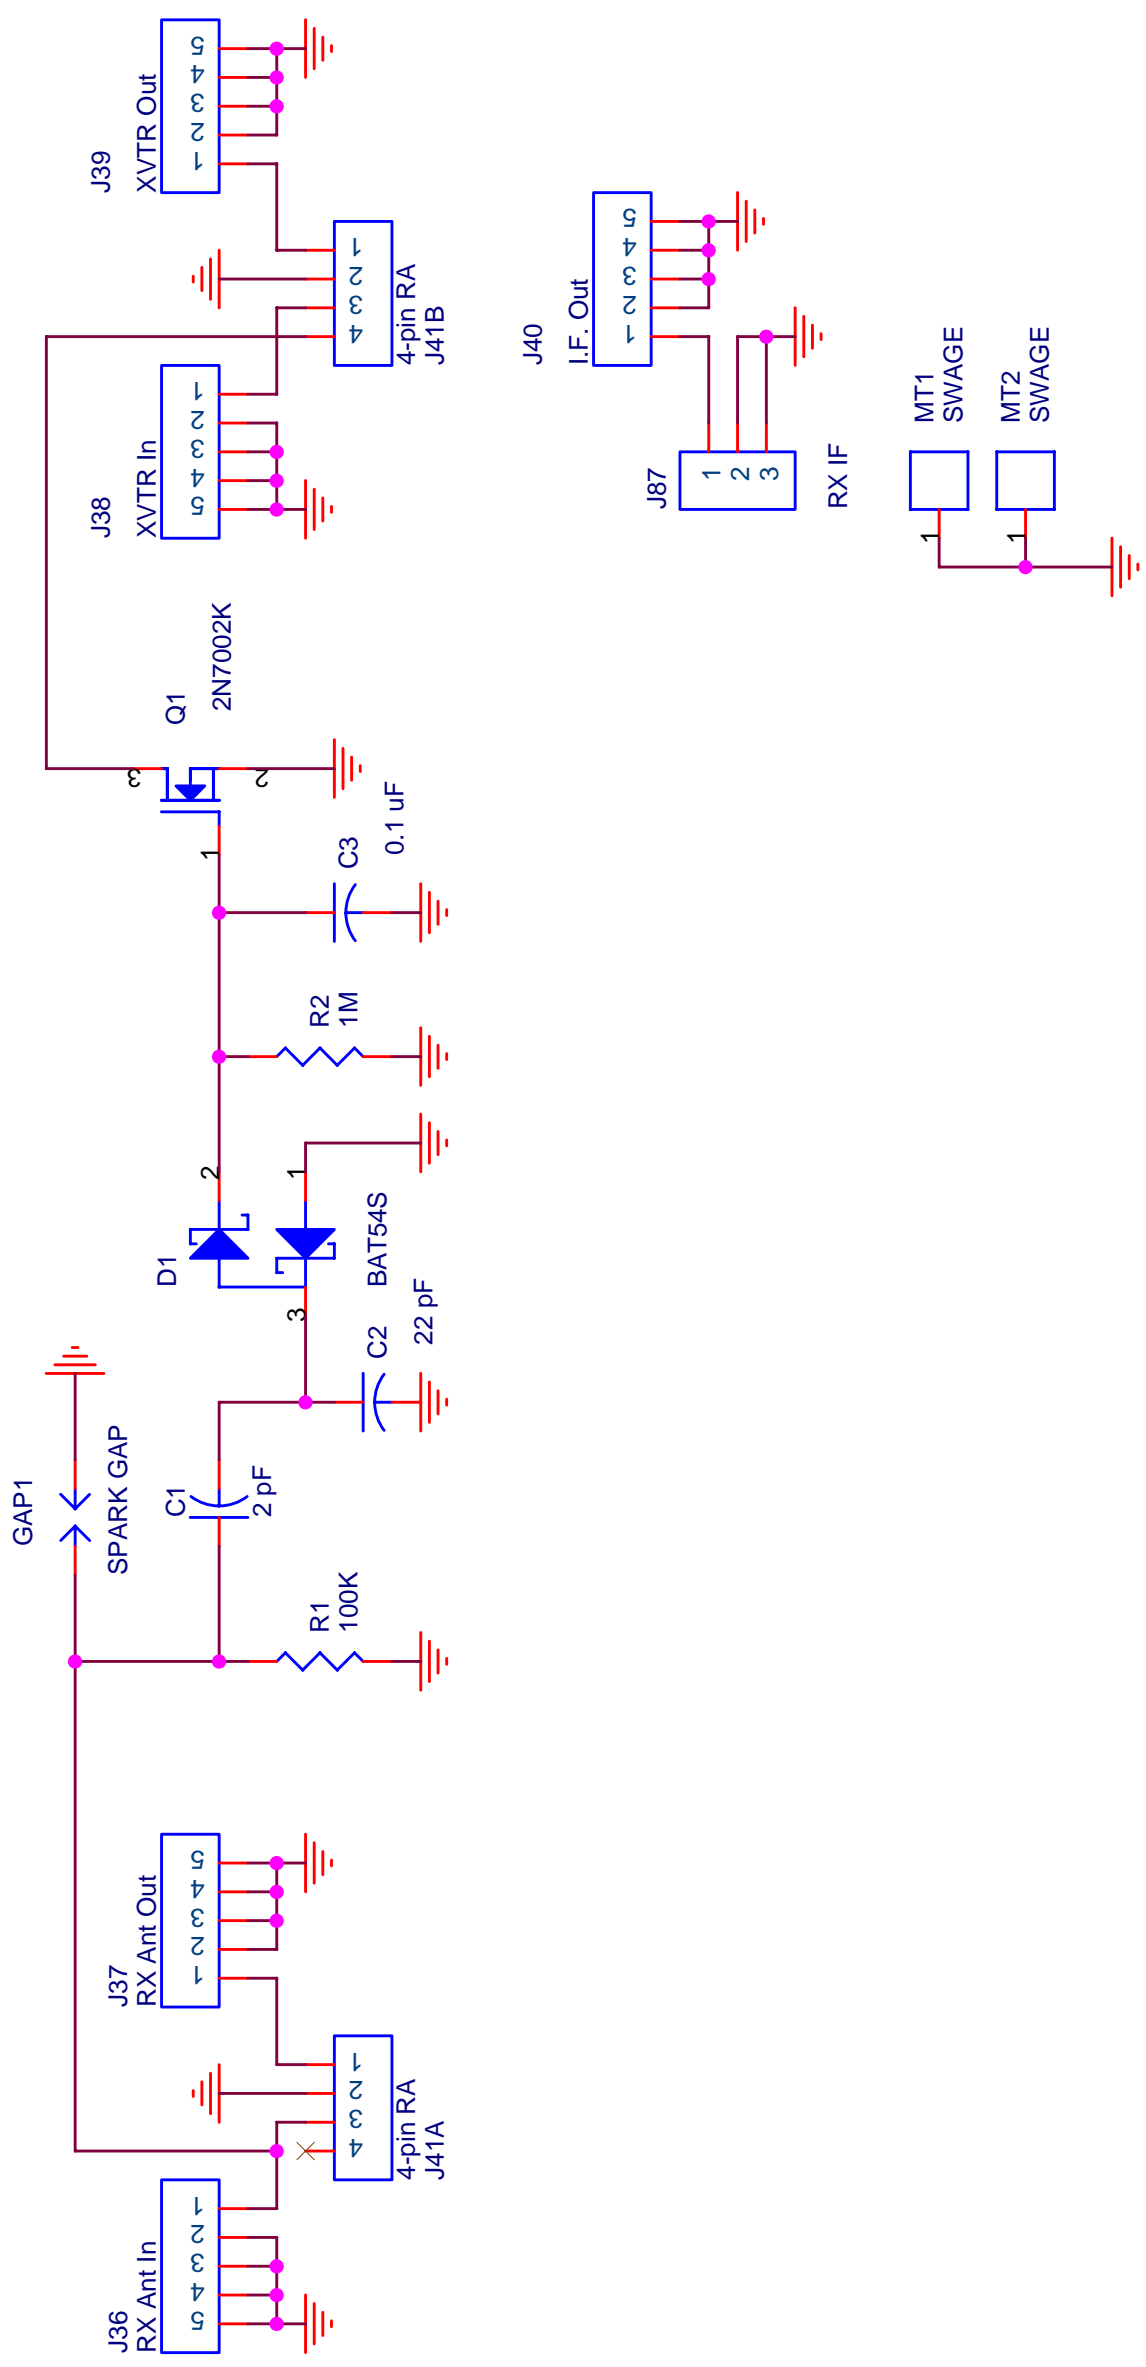 J36
RX Ant In
5 4 3 2 1
4-pin RA
J41A
4 3 2 1
J37
RX Ant Out
1 2 3 4 5
GAP1
SPARK GAP
R1
100K
C1
2 pF
C2
22 pF
D1
BAT54S
3
1
2
R2
1M
C3
0.1 uF
Q1
2N7002K
1
3
2
J38
XVTR In
5 4 3 2 1
4-pin RA
J41B
4 3 2 1
J39
XVTR Out
1 2 3 4 5
J40
I.F. Out
1 2 3 4 5
J87
1
2
3
RX IF
MT1
SWAGE
1
MT2
SWAGE
1